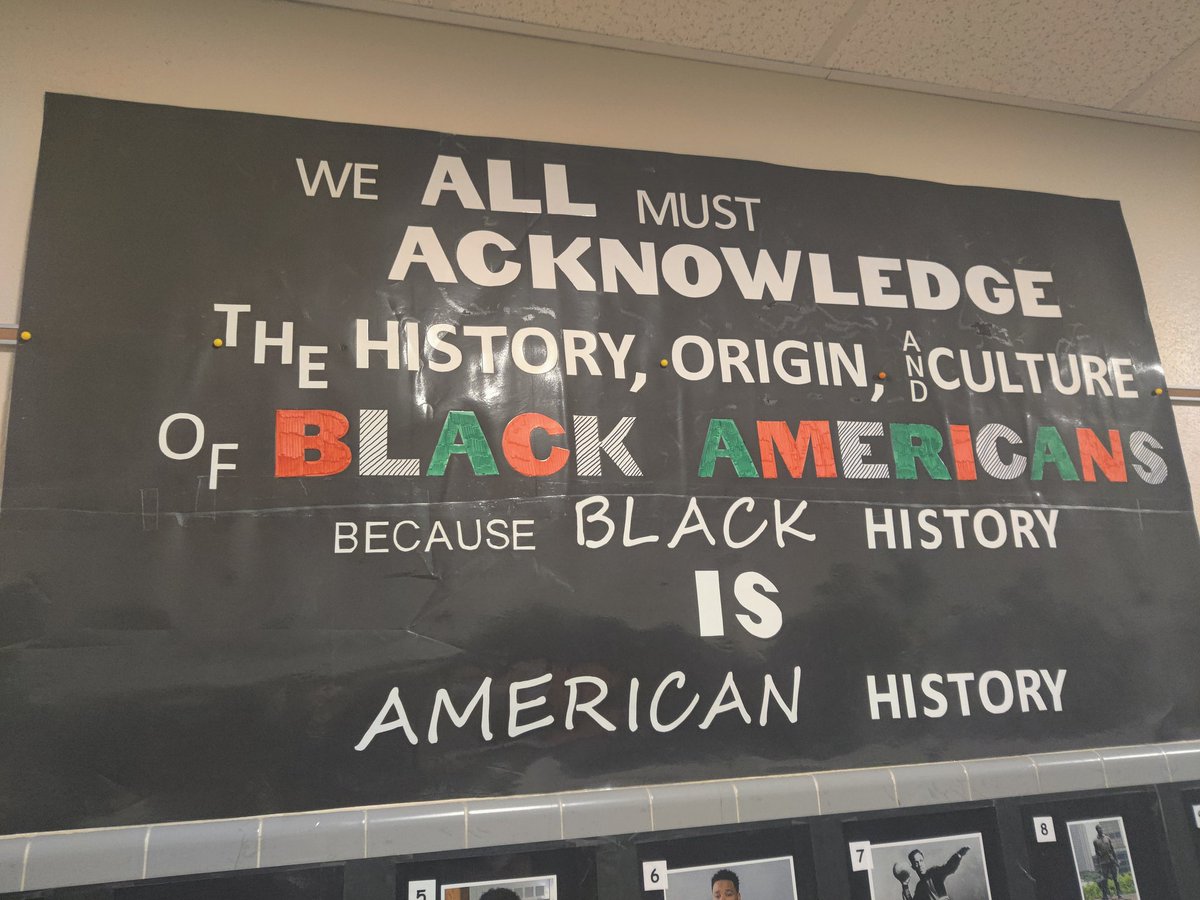 WE ALL MUST
ACKNOWLEDGE
THE HISTORY, ORIGIN, AND CULTURE
OF BLACK AMERICANS
BECAUSE BLACK HISTORY
IS
AMERICAN HISTORY
5
6
7
8